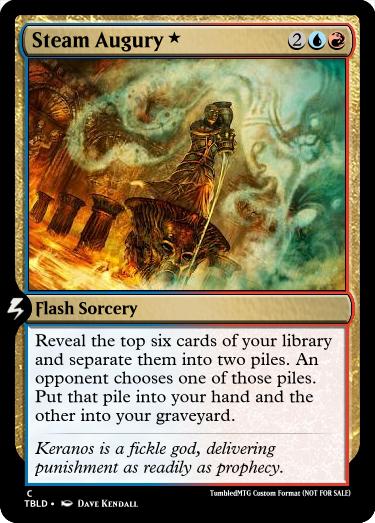 Steam Augury ★ 2
Flash Sorcery
Reveal the top six cards of your library
and separate them into two piles. An
opponent chooses one of those piles.
Put that pile into your hand and the
other into your graveyard.
Keranos is a fickle god, delivering
punishment as readily as prophecy.
C
TBLD • Dave Kendall
TumbledMTG Custom Format (NOT FOR SALE)